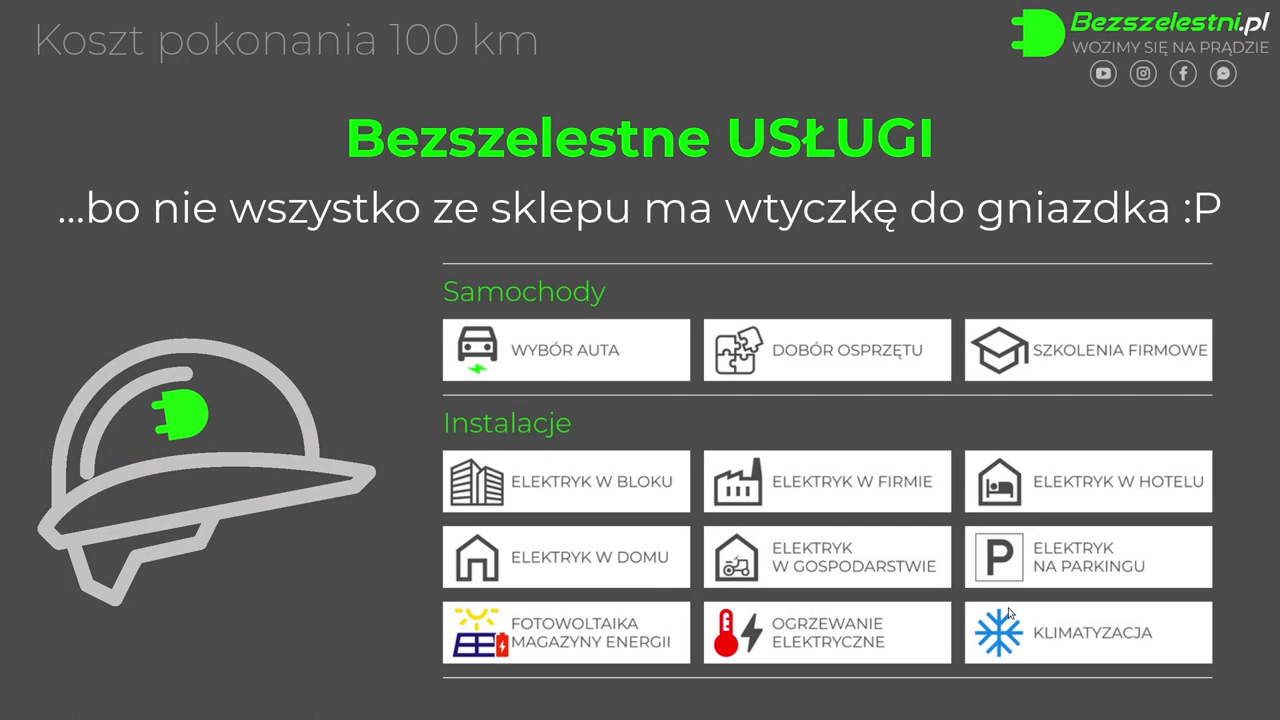 Koszt pokonania 100 km
Bezszelestni.pl
WOZIMY SIĘ NA PRĄDZIE
Bezszelestne USŁUGI
...bo nie wszystko ze sklepu ma wtyczkę do gniazdka :P
Samochody
WYBÓR AUTA
DOBÓR OSPRZĘTU
SZKOLENIA FIRMOWE
Instalacje
ELEKTRYK W BLOKU
ELEKTRYK W FIRMIE
ELEKTRYK W HOTELU
ELEKTRYK W DOMU
ELEKTRYK
W GOSPODARSTWIE
ELEKTRYK
NA PARKINGU
P
FOTOWOLTAIKA
MAGAZYNY ENERGII
OGRZEWANIE
ELEKTRYCZNE
KLIMATYZACJA